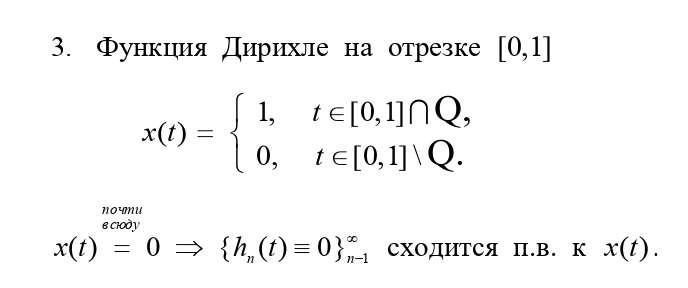 3. Функция Дирихле на отрезке [0,1]
x(t) = { 1, t ∈ [0,1] ⋂ Q,
0, t ∈ [0,1] \ Q.
почти
всюду
x(t) = 0 ⇒ {hₙ(t) ≡ 0}ₙ₋₁^∞ сходится п.в. к x(t).